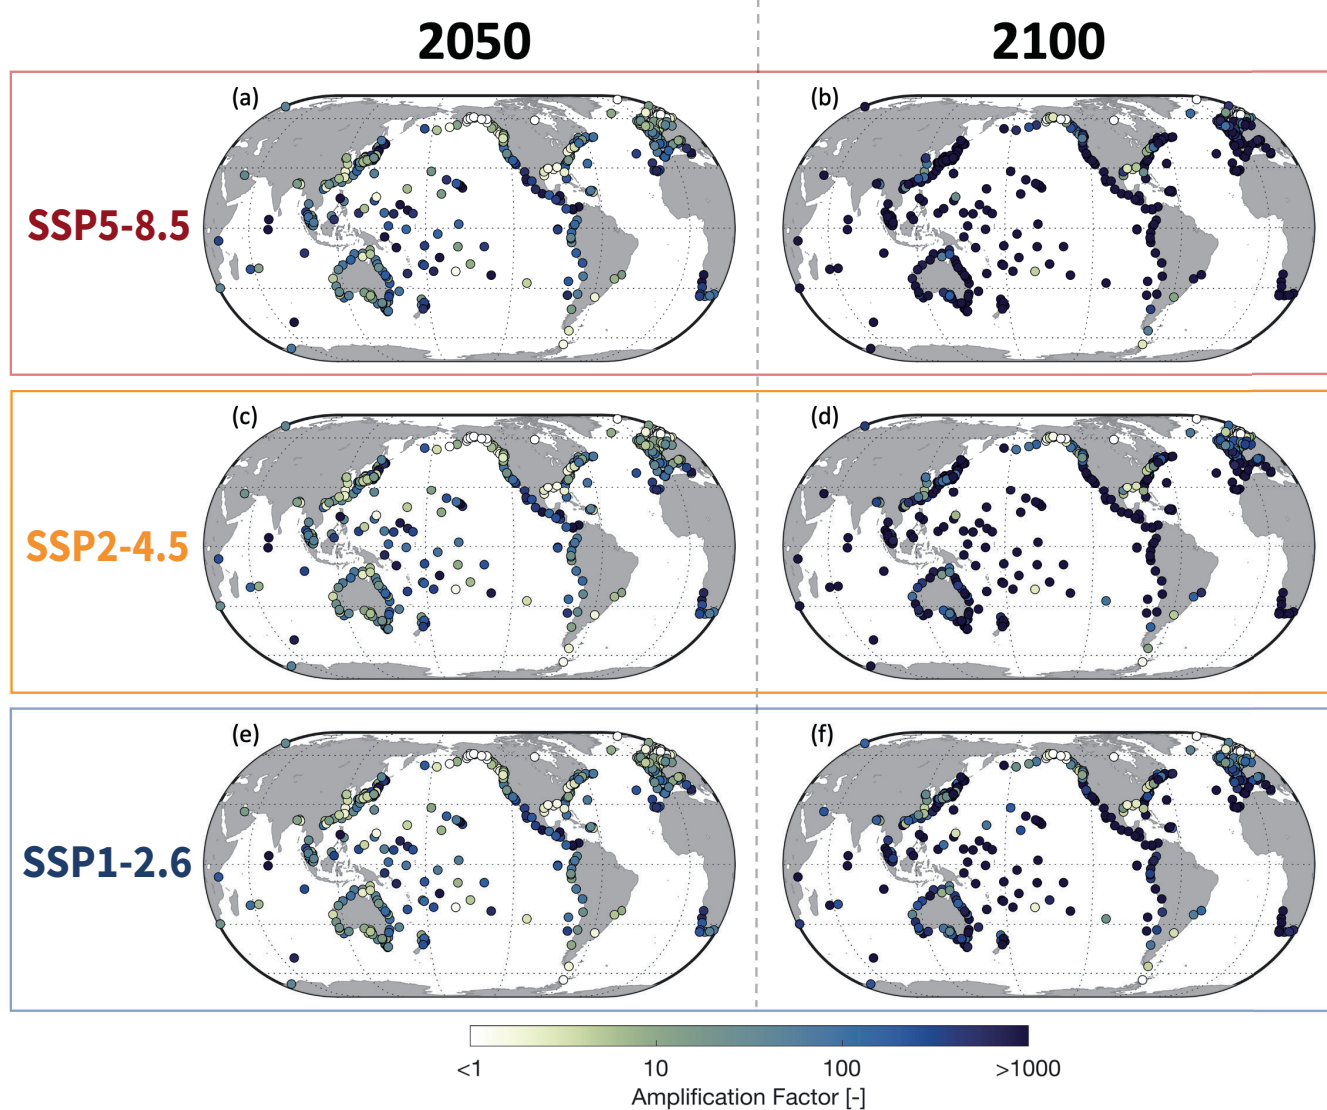 2050 2100
(a) (b)
SSP5-8.5
(c) (d)
SSP2-4.5
(e) (f)
SSP1-2.6
<1 10 100 >1000
Amplification Factor [-]